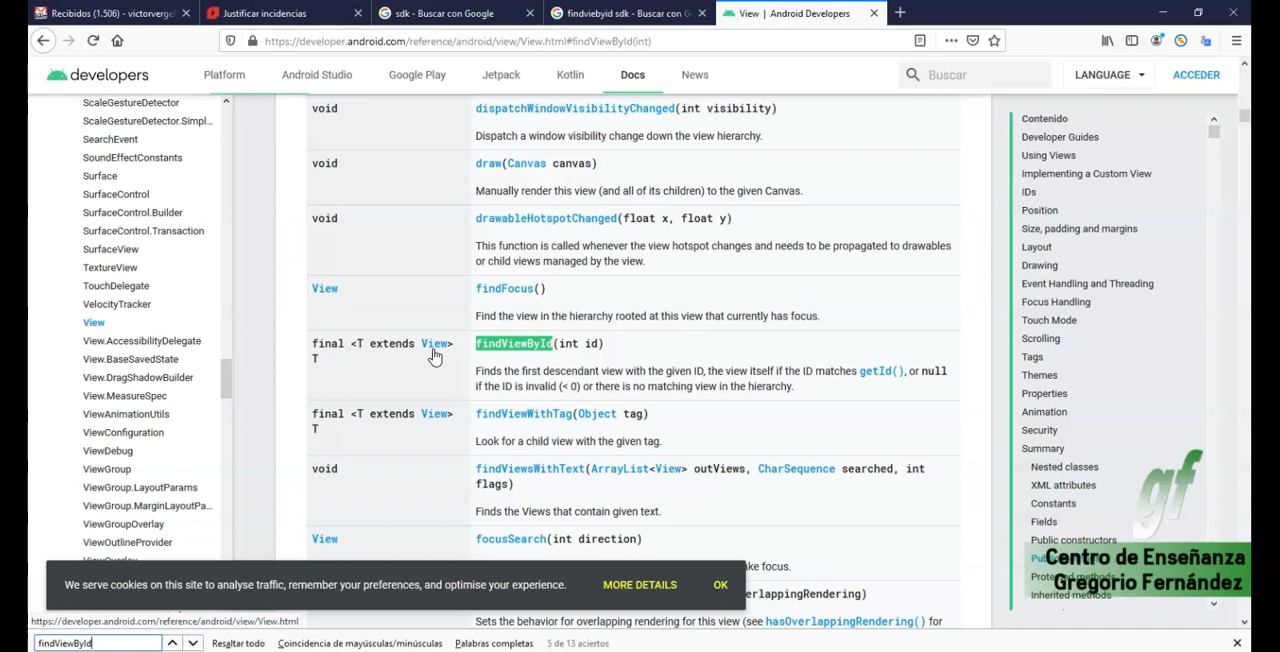 Recibidos (1.506) - victorverge
Justificar incidencias
sdk - Buscar con Google
findviebyid sdk - Buscar con G
View | Android Developers
https://developer.android.com/reference/android/view/View.html#findViewById(int)
developers
Platform
Android Studio
Google Play
Jetpack
Kotlin
Docs
News
Buscar
LANGUAGE
ACCEDER
ScaleGestureDetector
ScaleGestureDetector.Simpl...
SearchEvent
SoundEffectConstants
Surface
SurfaceControl
SurfaceControl.Builder
SurfaceControl.Transaction
SurfaceView
TextureView
TouchDelegate
VelocityTracker
View
View.AccessibilityDelegate
View.BaseSavedState
View.DragShadowBuilder
View.MeasureSpec
ViewAnimationUtils
ViewConfiguration
ViewDebug
ViewGroup
ViewGroup.LayoutParams
ViewGroup.MarginLayoutPa...
ViewGroupOverlay
ViewOutlineProvider
ViewOverlay
void
dispatchWindowVisibilityChanged(int visibility)
Dispatch a window visibility change down the view hierarchy.
void
draw(Canvas canvas)
Manually render this view (and all of its children) to the given Canvas.
void
drawableHotspotChanged(float x, float y)
This function is called whenever the view hotspot changes and needs to be propagated to drawables
or child views managed by the view.
View
findFocus()
Find the view in the hierarchy rooted at this view that currently has focus.
final <T extends View>
T
findViewById(int id)
Finds the first descendant view with the given ID, the view itself if the ID matches getId(), or null
if the ID is invalid (< 0) or there is no matching view in the hierarchy.
final <T extends View>
T
findViewWithTag(Object tag)
Look for a child view with the given tag.
void
findViewsWithText(ArrayList<View> outViews, CharSequence searched, int
flags)
Finds the Views that contain given text.
View
focusSearch(int direction)
ke focus.
erlappingRendering)
Sets the behavior for overlapping rendering for this view (see hasOverlappingRendering() for
Contenido
Developer Guides
Using Views
Implementing a Custom View
IDs
Position
Size, padding and margins
Layout
Drawing
Event Handling and Threading
Focus Handling
Touch Mode
Scrolling
Tags
Themes
Properties
Animation
Security
Summary
Nested classes
XML attributes
Constants
Fields
Public constructors
Inherited methods
gf
Centro de Enseñanza
Gregorio Fernández
We serve cookies on this site to analyse traffic, remember your preferences, and optimise your experience.
MORE DETAILS
OK
https://developer.android.com/reference/android/view/View.html
findViewById
Resaltar todo
Coincidencia de mayúsculas/minúsculas
Palabras completas
5 de 13 aciertos